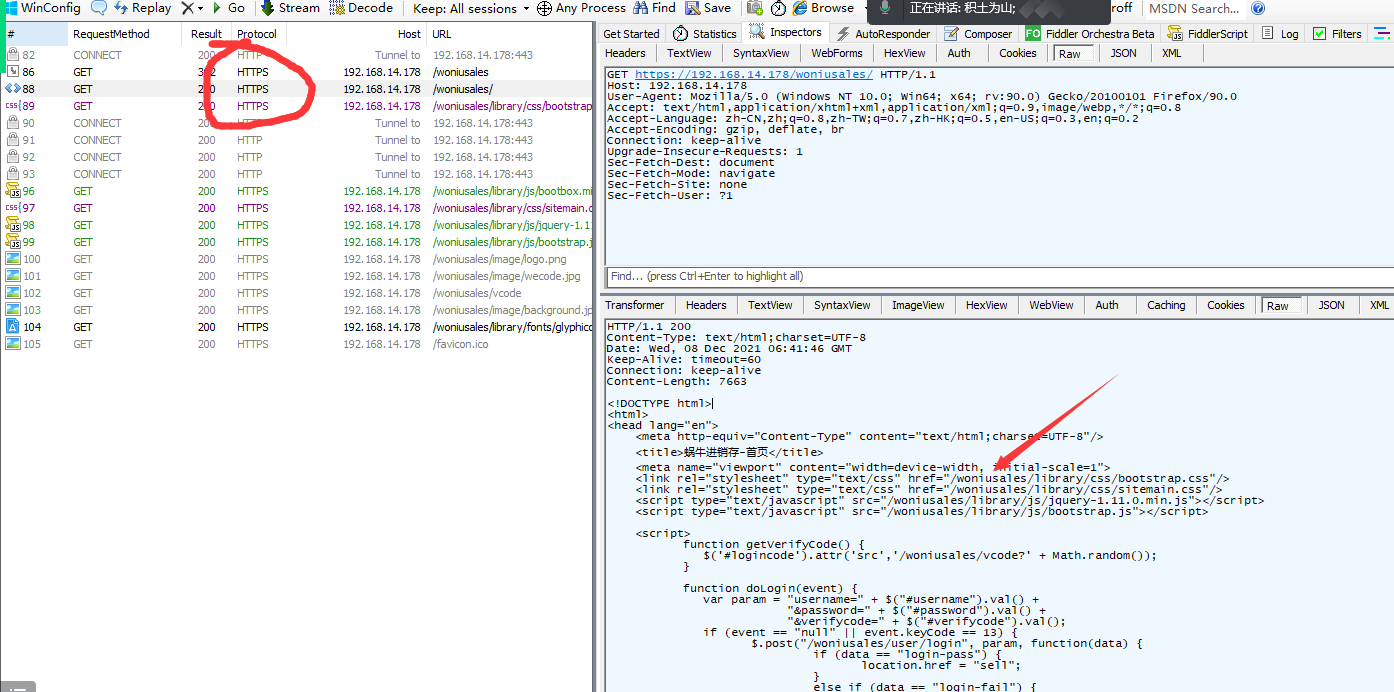 WinConfig Replay Go Stream Decode Keep: All sessions Any Process Find Save Browse 正在讲话: 积土为山; roff MSDN Search...
# RequestMethod Result Protocol Host URL
82 CONNECT 200 HTTP Tunnel to 192.168.14.178:443
86 GET 302 HTTPS 192.168.14.178 /woniusales
88 GET 200 HTTPS 192.168.14.178 /woniusales/
89 GET 200 HTTPS 192.168.14.178 /woniusales/library/css/bootstrap
90 CONNECT 200 HTTP Tunnel to 192.168.14.178:443
91 CONNECT 200 HTTP Tunnel to 192.168.14.178:443
92 CONNECT 200 HTTP Tunnel to 192.168.14.178:443
93 CONNECT 200 HTTP Tunnel to 192.168.14.178:443
96 GET 200 HTTPS 192.168.14.178 /woniusales/library/js/bootbox.mi
97 GET 200 HTTPS 192.168.14.178 /woniusales/library/css/sitemain.c
98 GET 200 HTTPS 192.168.14.178 /woniusales/library/js/jquery-1.1
99 GET 200 HTTPS 192.168.14.178 /woniusales/library/js/bootstrap.j
100 GET 200 HTTPS 192.168.14.178 /woniusales/image/logo.png
101 GET 200 HTTPS 192.168.14.178 /woniusales/image/wecode.jpg
102 GET 200 HTTPS 192.168.14.178 /woniusales/vcode
103 GET 200 HTTPS 192.168.14.178 /woniusales/image/background.jp
104 GET 200 HTTPS 192.168.14.178 /woniusales/library/fonts/glyphico
105 GET 200 HTTPS 192.168.14.178 /favicon.ico
Get Started Statistics Inspectors AutoResponder Composer FO Fiddler Orchestra Beta FiddlerScript Log Filters
Headers TextView SyntaxView WebForms HexView Auth Cookies Raw JSON XML
GET https://192.168.14.178/woniusales/ HTTP/1.1
Host: 192.168.14.178
User-Agent: Mozilla/5.0 (Windows NT 10.0; Win64; x64; rv:90.0) Gecko/20100101 Firefox/90.0
Accept: text/html,application/xhtml+xml,application/xml;q=0.9,image/webp,*/*;q=0.8
Accept-Language: zh-CN,zh;q=0.8,zh-TW;q=0.7,zh-HK;q=0.5,en-US;q=0.3,en;q=0.2
Accept-Encoding: gzip, deflate, br
Connection: keep-alive
Upgrade-Insecure-Requests: 1
Sec-Fetch-Dest: document
Sec-Fetch-Mode: navigate
Sec-Fetch-Site: none
Sec-Fetch-User: ?1
Find... (press Ctrl+Enter to highlight all)
Transformer Headers TextView SyntaxView ImageView HexView WebView Auth Caching Cookies Raw JSON XML
HTTP/1.1 200
Content-Type: text/html;charset=UTF-8
Date: Wed, 08 Dec 2021 06:41:46 GMT
Keep-Alive: timeout=60
Connection: keep-alive
Content-Length: 7663
<!DOCTYPE html>
<html>
<head lang="en">
<meta http-equiv="Content-Type" content="text/html;charset=UTF-8"/>
<title>蜗牛进销存-首页</title>
<meta name="viewport" content="width=device-width, initial-scale=1">
<link rel="stylesheet" type="text/css" href="/woniusales/library/css/bootstrap.css"/>
<link rel="stylesheet" type="text/css" href="/woniusales/library/css/sitemain.css"/>
<script type="text/javascript" src="/woniusales/library/js/jquery-1.11.0.min.js"></script>
<script type="text/javascript" src="/woniusales/library/js/bootstrap.js"></script>
<script>
function getVerifyCode() {
$('#logincode').attr('src','/woniusales/vcode?' + Math.random());
}
function doLogin(event) {
var param = "username=" + $("#username").val() +
"&password=" + $("#password").val() +
"&verifycode=" + $("#verifycode").val();
if (event == "null" || event.keyCode == 13) {
$.post("/woniusales/user/login", param, function(data) {
if (data == "login-pass") {
location.href = "sell";
}
else if (data == "login-fail") {